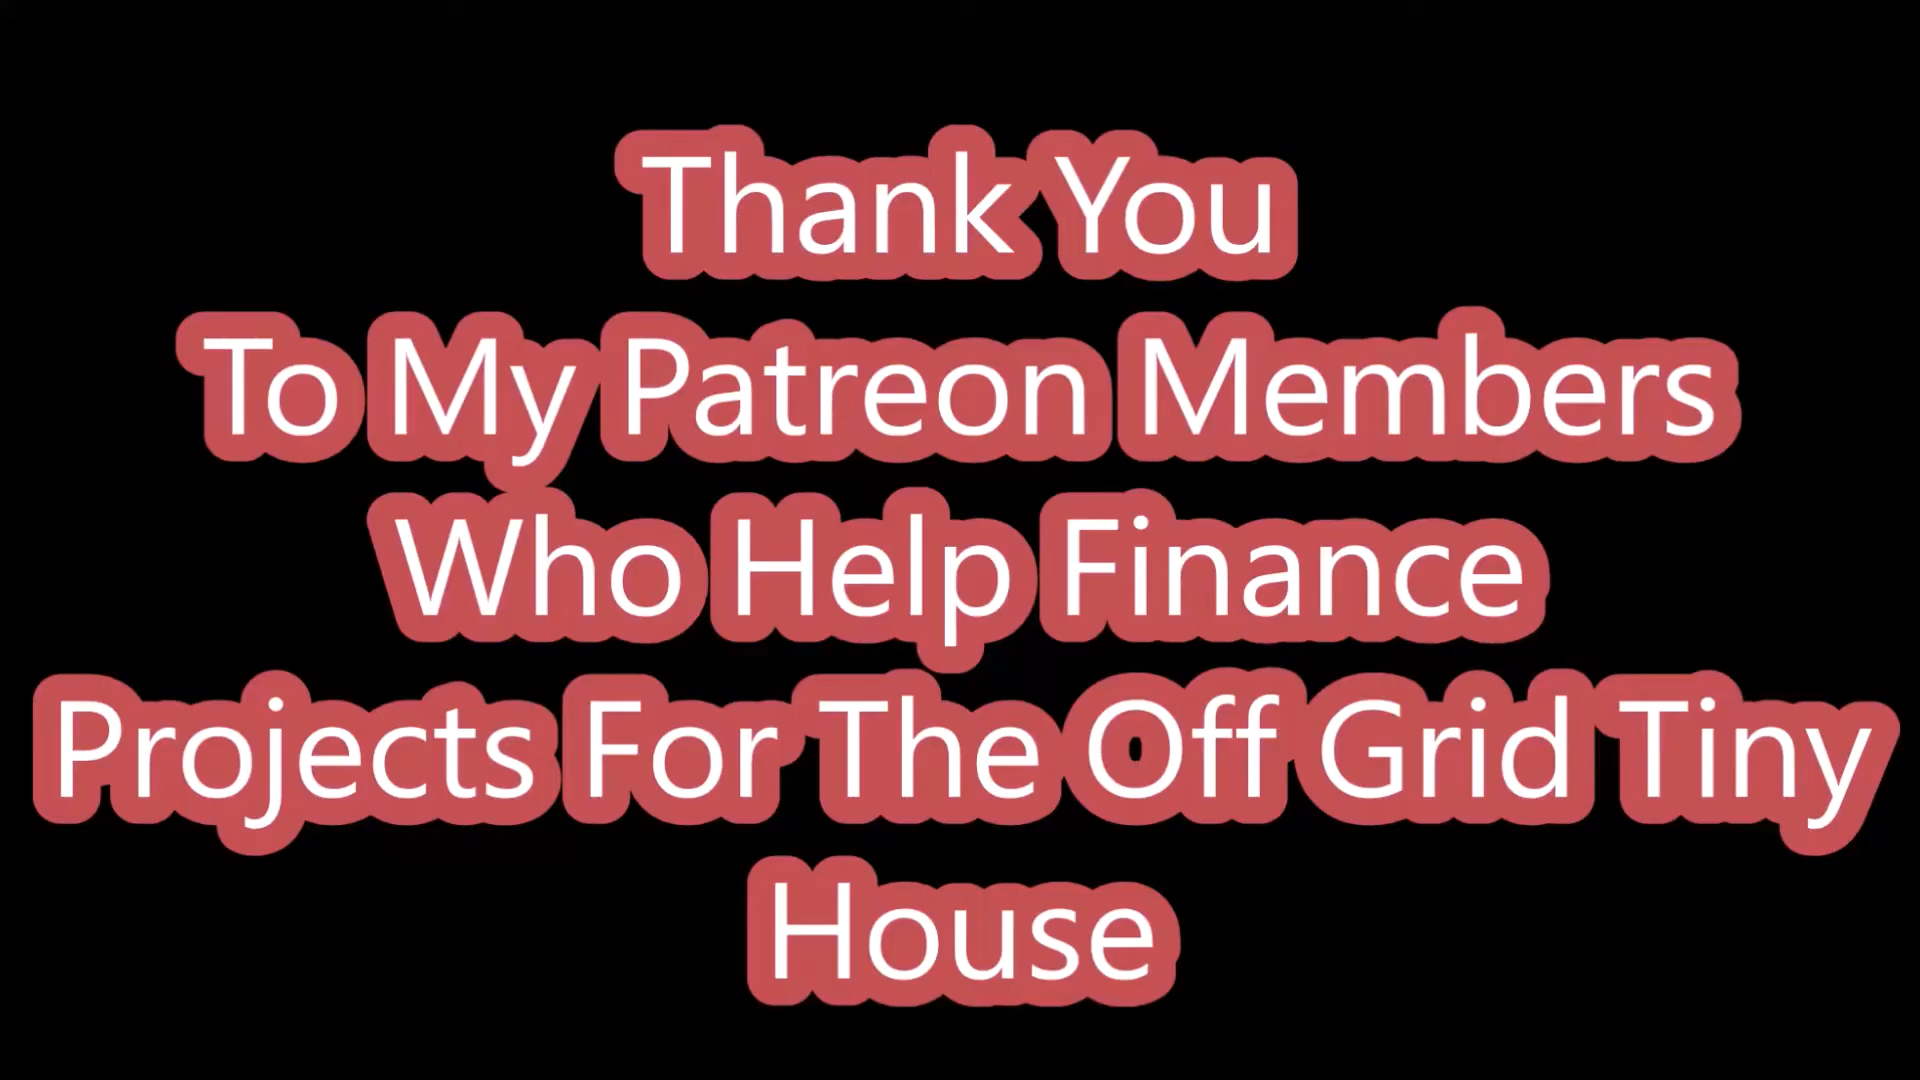 Thank You
To My Patreon Members
Who Help Finance
Projects For The Off Grid Tiny
House